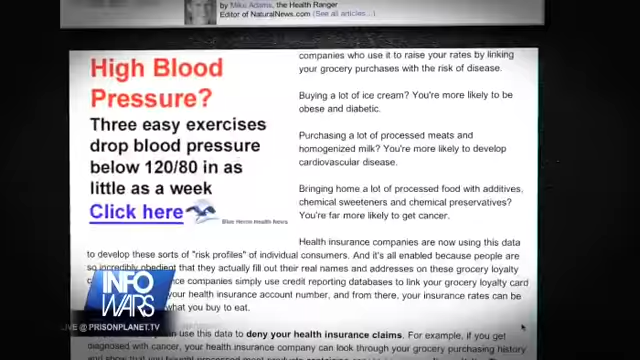 by Mike Adams, the Health Ranger
Editor of NaturalNews.com (See all articles...)
High Blood
Pressure?
Three easy exercises
drop blood pressure
below 120/80 in as
little as a week
Click here
Blue Heron Health News
companies who use it to raise your rates by linking
your grocery purchases with the risk of disease.
Buying a lot of ice cream? You're more likely to be
obese and diabetic.
Purchasing a lot of processed meats and
homogenized milk? You're more likely to develop
cardiovascular disease.
Bringing home a lot of processed food with additives,
chemical sweeteners and chemical preservatives?
You're far more likely to get cancer.
Health insurance companies are now using this data
to develop these sorts of "risk profiles" of individual consumers. And it's all enabled because people are
so incredibly obedient that they actually fill out their real names and addresses on these grocery loyalty
companies simply use credit reporting databases to link your grocery loyalty card
your health insurance account number, and from there, your insurance rates can be
what you buy to eat.
can use this data to deny your health insurance claims. For example, if you get
diagnosed with cancer, your health insurance company can look through your grocery purchasing history
and show that you bought processed meat products
INFO
WARS
LIVE @ PRISONPLANET.TV